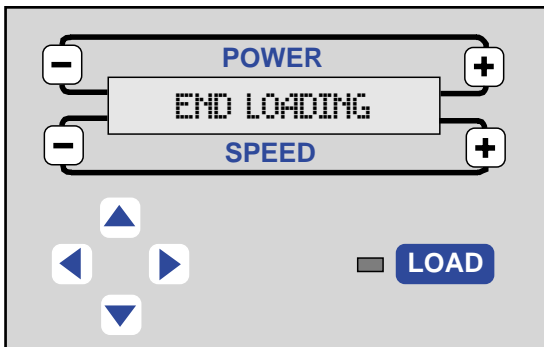 POWER
- +
END LOADING
- +
SPEED
LOAD